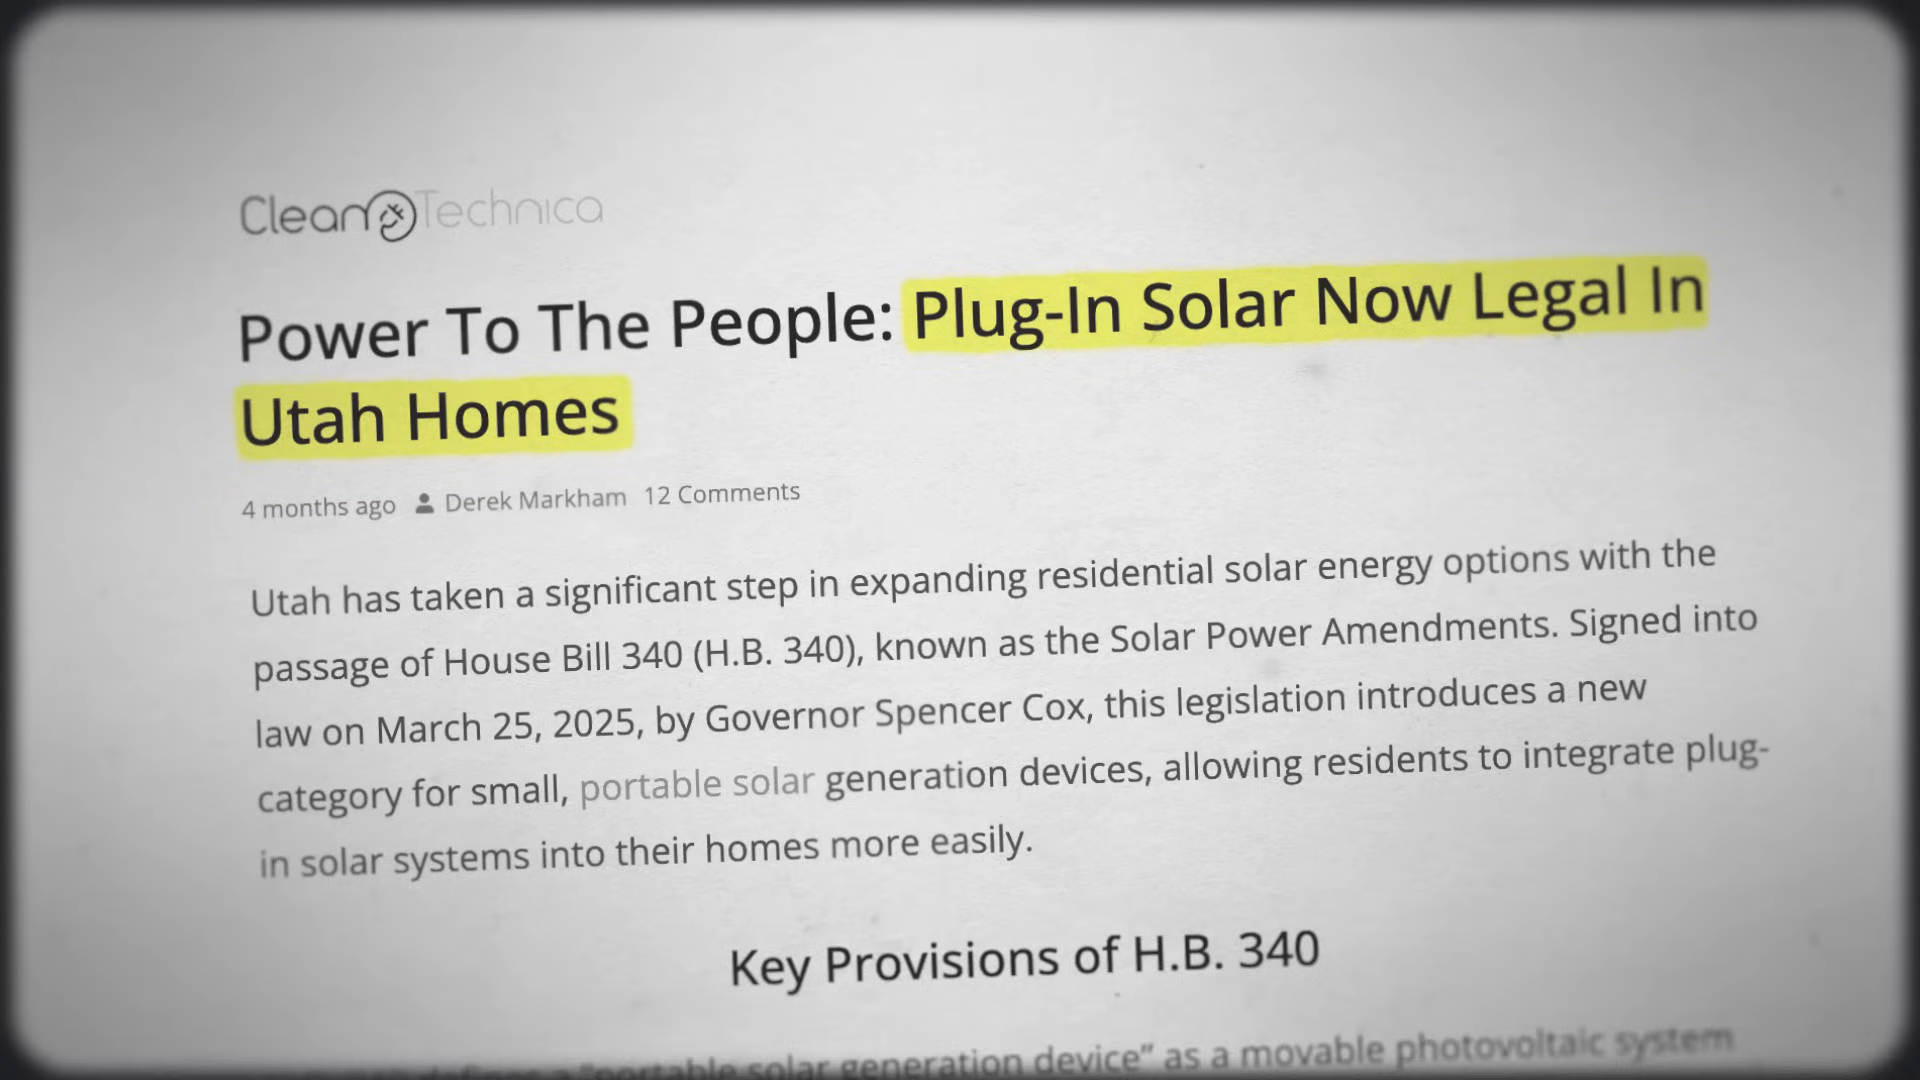 CleanTechnica
Power To The People: Plug-In Solar Now Legal In
Utah Homes
4 months ago Derek Markham 12 Comments
Utah has taken a significant step in expanding residential solar energy options with the
passage of House Bill 340 (H.B. 340), known as the Solar Power Amendments. Signed into
law on March 25, 2025, by Governor Spencer Cox, this legislation introduces a new
category for small, portable solar generation devices, allowing residents to integrate plug-
in solar systems into their homes more easily.
Key Provisions of H.B. 340
defines a "portable solar generation device" as a movable photovoltaic system